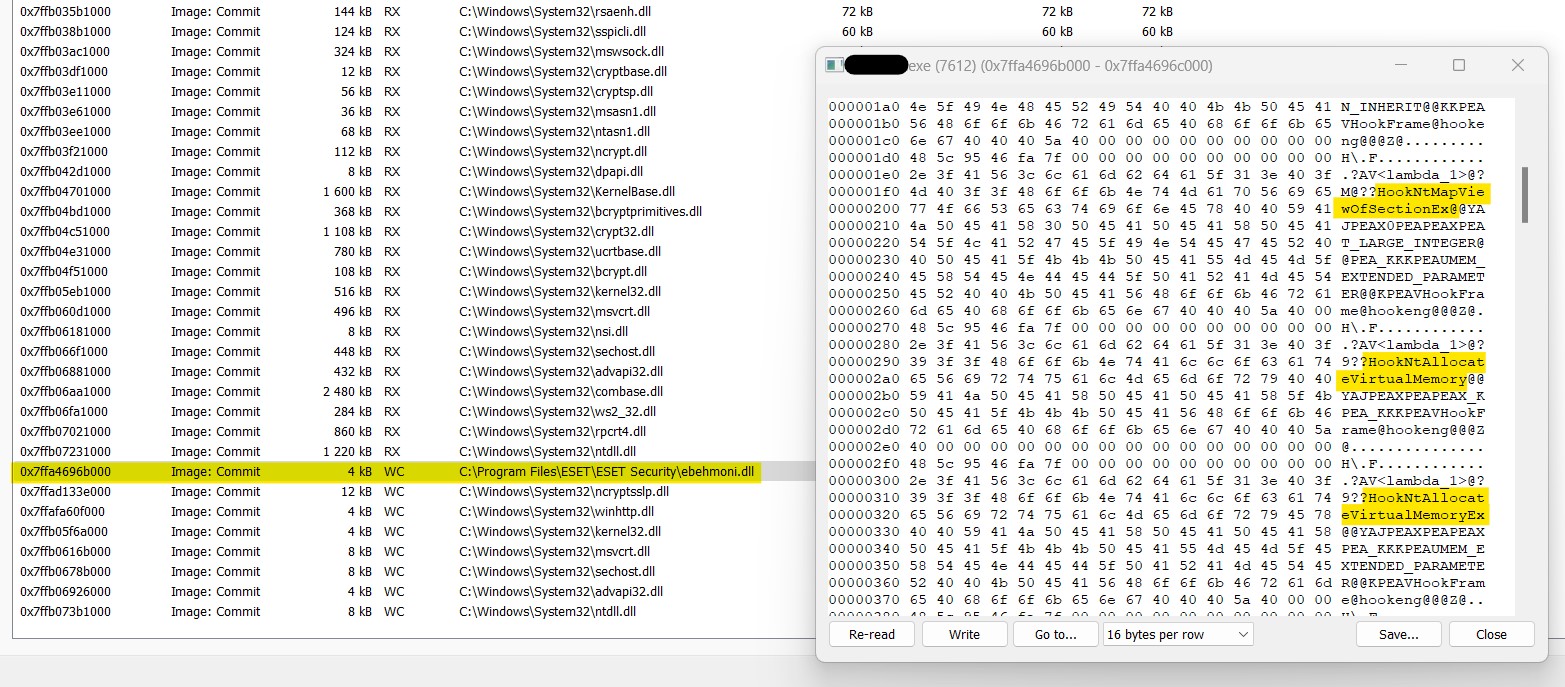 0x7ffb035b1000 Image: Commit 144 kB RX C:\Windows\System32\rsaenh.dll 72 kB 72 kB 72 kB
0x7ffb038b1000 Image: Commit 124 kB RX C:\Windows\System32\sspicli.dll 60 kB 60 kB 60 kB
0x7ffb03ac1000 Image: Commit 324 kB RX C:\Windows\System32\mswsock.dll
0x7ffb03df1000 Image: Commit 12 kB RX C:\Windows\System32\cryptbase.dll
0x7ffb03e11000 Image: Commit 56 kB RX C:\Windows\System32\cryptsp.dll
0x7ffb03e61000 Image: Commit 36 kB RX C:\Windows\System32\msasn1.dll
0x7ffb03ee1000 Image: Commit 68 kB RX C:\Windows\System32\ntasn1.dll
0x7ffb03f21000 Image: Commit 112 kB RX C:\Windows\System32\ncrypt.dll
0x7ffb042d1000 Image: Commit 8 kB RX C:\Windows\System32\dpapi.dll
0x7ffb04701000 Image: Commit 1 600 kB RX C:\Windows\System32\KernelBase.dll
0x7ffb04bd1000 Image: Commit 368 kB RX C:\Windows\System32\bcryptprimitives.dll
0x7ffb04c51000 Image: Commit 1 108 kB RX C:\Windows\System32\crypt32.dll
0x7ffb04e31000 Image: Commit 780 kB RX C:\Windows\System32\ucrtbase.dll
0x7ffb04f51000 Image: Commit 108 kB RX C:\Windows\System32\bcrypt.dll
0x7ffb05eb1000 Image: Commit 516 kB RX C:\Windows\System32\kernel32.dll
0x7ffb060d1000 Image: Commit 496 kB RX C:\Windows\System32\msvcrt.dll
0x7ffb06181000 Image: Commit 8 kB RX C:\Windows\System32\nsi.dll
0x7ffb066f1000 Image: Commit 448 kB RX C:\Windows\System32\sechost.dll
0x7ffb06881000 Image: Commit 432 kB RX C:\Windows\System32\advapi32.dll
0x7ffb06aa1000 Image: Commit 2 480 kB RX C:\Windows\System32\combase.dll
0x7ffb06fa1000 Image: Commit 284 kB RX C:\Windows\System32\ws2_32.dll
0x7ffb07021000 Image: Commit 860 kB RX C:\Windows\System32\rpcrt4.dll
0x7ffb07231000 Image: Commit 1 220 kB RX C:\Windows\System32\ntdll.dll
0x7ffa4696b000 Image: Commit 4 kB WC C:\Program Files\ESET\ESET Security\ebehmoni.dll
0x7ffad133e000 Image: Commit 12 kB WC C:\Windows\System32\ncryptsslp.dll
0x7ffafa60f000 Image: Commit 4 kB WC C:\Windows\System32\winhttp.dll
0x7ffb05f6a000 Image: Commit 4 kB WC C:\Windows\System32\kernel32.dll
0x7ffb0616b000 Image: Commit 8 kB WC C:\Windows\System32\msvcrt.dll
0x7ffb0678b000 Image: Commit 8 kB WC C:\Windows\System32\sechost.dll
0x7ffb06926000 Image: Commit 4 kB WC C:\Windows\System32\advapi32.dll
0x7ffb073b1000 Image: Commit 8 kB WC C:\Windows\System32\ntdll.dll
exe (7612) (0x7ffa4696b000 - 0x7ffa4696c000)
000001a0 4e 5f 49 4e 48 45 52 49 54 40 40 4b 4b 50 45 41 N_INHERIT@@KKPEA
000001b0 56 48 6f 6f 6b 46 72 61 6d 65 40 68 6f 6f 6b 65 VHookFrame@hooke
000001c0 6e 67 40 40 40 5a 40 00 00 00 00 00 00 00 00 00 ng@@@Z@.........
000001d0 48 5c 95 46 fa 7f 00 00 00 00 00 00 00 00 00 00 H\.F............
000001e0 2e 3f 41 56 3c 6c 61 6d 62 64 61 5f 31 3e 40 3f .?AV<lambda_1>@?
000001f0 4d 40 3f 3f 48 6f 6f 6b 4e 74 4d 61 70 56 69 65 M@??HookNtMapVie
00000200 77 4f 66 53 65 63 74 69 6f 6e 45 78 40 40 59 41 wOfSectionEx@@YA
00000210 4a 50 45 41 58 30 50 45 41 50 45 41 58 50 45 41 JPEAX0PEAPEAXPEA
00000220 54 5f 4c 41 52 47 45 5f 49 4e 54 45 47 45 52 40 T_LARGE_INTEGER@
00000230 40 50 45 41 5f 4b 4b 4b 50 45 41 55 4d 45 4d 5f @PEA_KKKPEAUMEM_
00000240 45 58 54 45 4e 44 45 44 5f 50 41 52 41 4d 45 54 EXTENDED_PARAMET
00000250 45 52 40 40 4b 50 45 41 56 48 6f 6f 6b 46 72 61 ER@@KPEAVHookFra
00000260 6d 65 40 68 6f 6f 6b 65 6e 67 40 40 40 5a 40 00 me@hookeng@@@Z@.
00000270 48 5c 95 46 fa 7f 00 00 00 00 00 00 00 00 00 00 H\.F............
00000280 2e 3f 41 56 3c 6c 61 6d 62 64 61 5f 31 3e 40 3f .?AV<lambda_1>@?
00000290 39 3f 3f 48 6f 6f 6b 4e 74 41 6c 6c 6f 63 61 74 9??HookNtAllocat
000002a0 65 56 69 72 74 75 61 6c 4d 65 6d 6f 72 79 40 40 eVirtualMemory@@
000002b0 59 41 4a 50 45 41 58 50 45 41 50 45 41 58 5f 4b YAJPEAXPEAPEAX_K
000002c0 50 45 41 5f 4b 4b 4b 50 45 41 56 48 6f 6f 6b 46 PEA_KKKPEAVHookF
000002d0 72 61 6d 65 40 68 6f 6f 6b 65 6e 67 40 40 40 5a rame@hookeng@@@Z
000002e0 40 00 00 00 00 00 00 00 00 00 00 00 00 00 00 00 @...............
000002f0 48 5c 95 46 fa 7f 00 00 00 00 00 00 00 00 00 00 H\.F............
00000300 2e 3f 41 56 3c 6c 61 6d 62 64 61 5f 31 3e 40 3f .?AV<lambda_1>@?
00000310 39 3f 3f 48 6f 6f 6b 4e 74 41 6c 6c 6f 63 61 74 9??HookNtAllocat
00000320 65 56 69 72 74 75 61 6c 4d 65 6d 6f 72 79 45 78 eVirtualMemoryEx
00000330 40 40 59 41 4a 50 45 41 58 50 45 41 50 45 41 58 @@YAJPEAXPEAPEAX
00000340 50 45 41 5f 4b 4b 4b 50 45 41 55 4d 45 4d 5f 45 PEA_KKKPEAUMEM_E
00000350 58 54 45 4e 44 45 44 5f 50 41 52 41 4d 45 54 45 XTENDED_PARAMETE
00000360 52 40 40 4b 50 45 41 56 48 6f 6f 6b 46 72 61 6d R@@KPEAVHookFram
00000370 65 40 68 6f 6f 6b 65 6e 67 40 40 40 5a 40 00 00 e@hookeng@@@Z@..
Re-read Write Go to... 16 bytes per row Save... Close